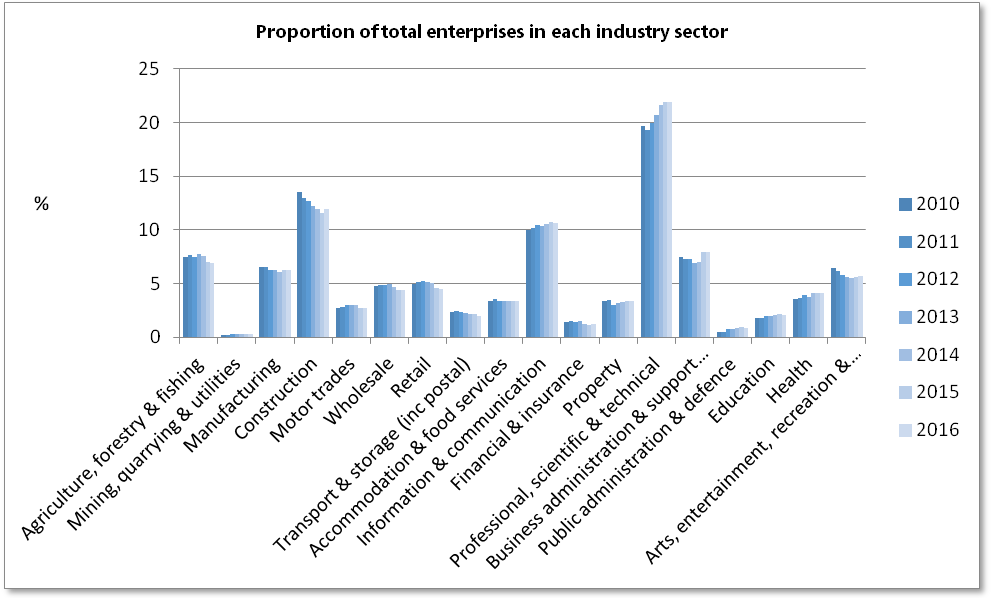 Proportion of total enterprises in each industry sector
25
20
15
10
5
0
%
Agriculture, forestry & fishing
Mining, quarrying & utilities
Manufacturing
Construction
Motor trades
Wholesale
Retail
Transport & storage (inc postal)
Accommodation & food services
Information & communication
Financial & insurance
Property
Professional, scientific & technical
Business administration & support...
Public administration & defence
Education
Health
Arts, entertainment, recreation &...
2010
2011
2012
2013
2014
2015
2016